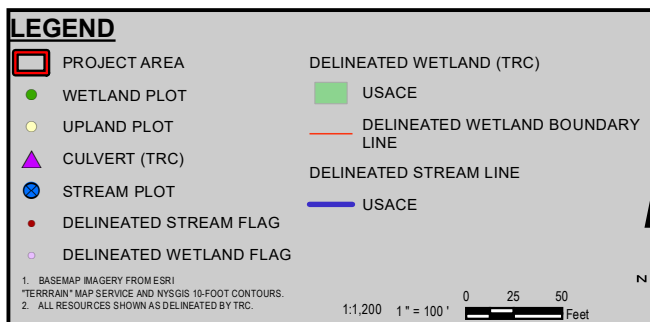 LEGEND
PROJECT AREA
WETLAND PLOT
UPLAND PLOT
CULVERT (TRC)
STREAM PLOT
DELINEATED STREAM FLAG
DELINEATED WETLAND FLAG
DELINEATED WETLAND (TRC)
USACE
DELINEATED WETLAND BOUNDARY
LINE
DELINEATED STREAM LINE
USACE
1. BASEMAP IMAGERY FROM ESRI
"TERRRAIN" MAP SERVICE AND NYSGIS 10-FOOT CONTOURS.
2. ALL RESOURCES SHOWN AS DELINEATED BY TRC.
1:1,200 1 " = 100 '
0 25 50
Feet
N